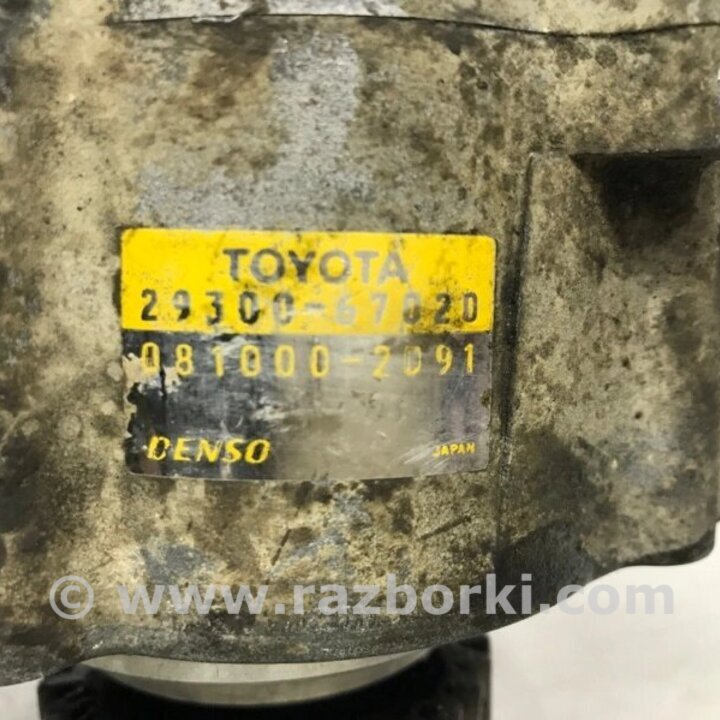 TOYOTA
29300-67020
081000-2091
DENSO
JAPAN
© www.razborki.com